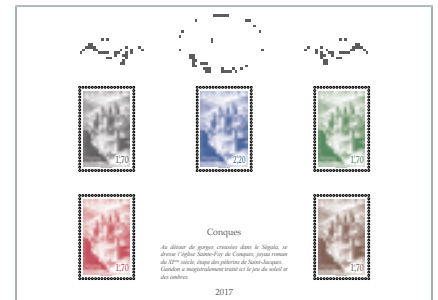 1,70
2,20
1,70
1,70
1,70
Conques
Au détour de gorges creusées dans le Ségala, se
dresse l'église Sainte-Foy de Conques, joyau roman
du XIème siècle, étape des pèlerins de Saint-Jacques.
Gandon a magistralement traité ici le jeu du soleil et
des ombres.
2017